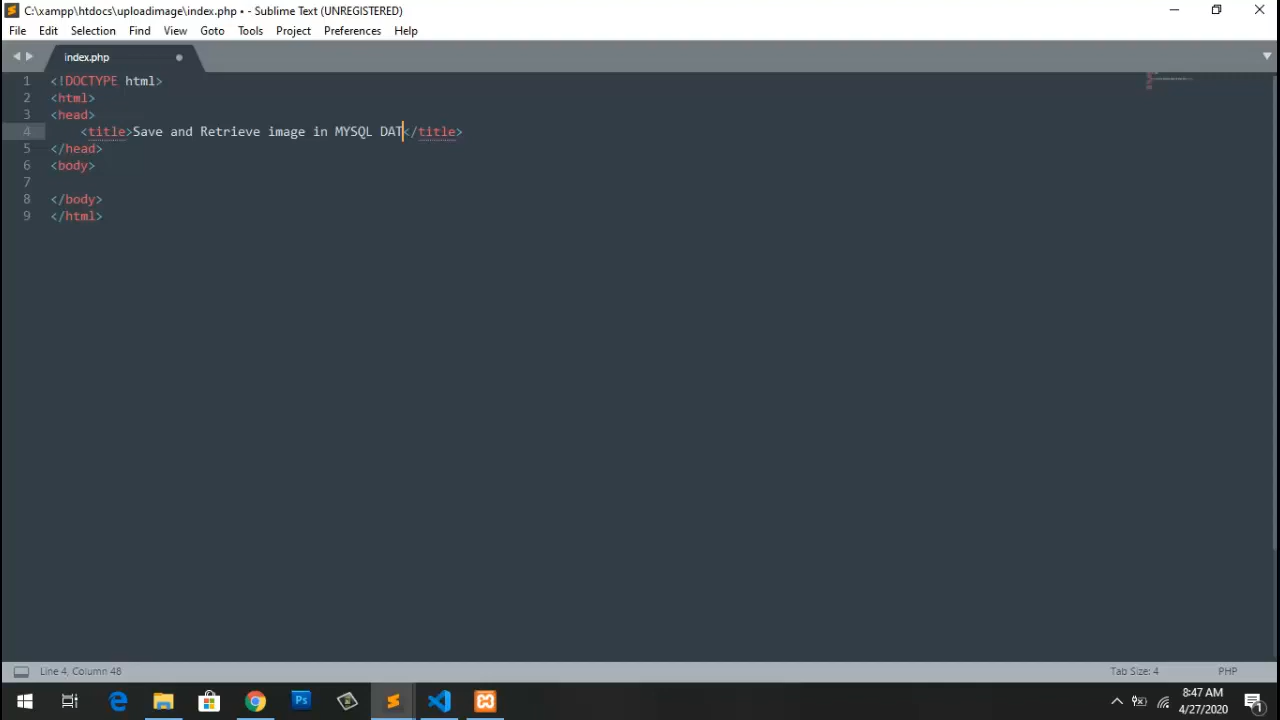 C:\xampp\htdocs\uploadimage\index.php • - Sublime Text (UNREGISTERED)
File Edit Selection Find View Goto Tools Project Preferences Help
index.php
1 <!DOCTYPE html>
2 <html>
3 <head>
4 <title>Save and Retrieve image in MYSQL DAT</title>
5 </head>
6 <body>
7
8 </body>
9 </html>
Line 4, Column 48
Tab Size: 4
PHP
Ps
8:47 AM
4/27/2020
1